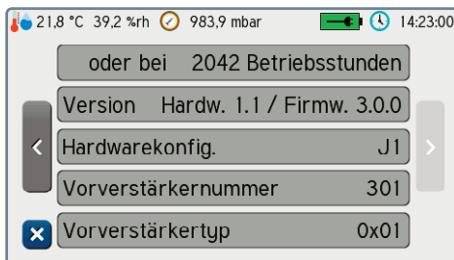 21,8 °C 39,2 %rh 983,9 mbar 14:23:00
oder bei 2042 Betriebsstunden
Version Hardw. 1.1 / Firmw. 3.0.0
Hardwarekonfig. J1
Vorverstärkernummer 301
Vorverstärkertyp 0x01